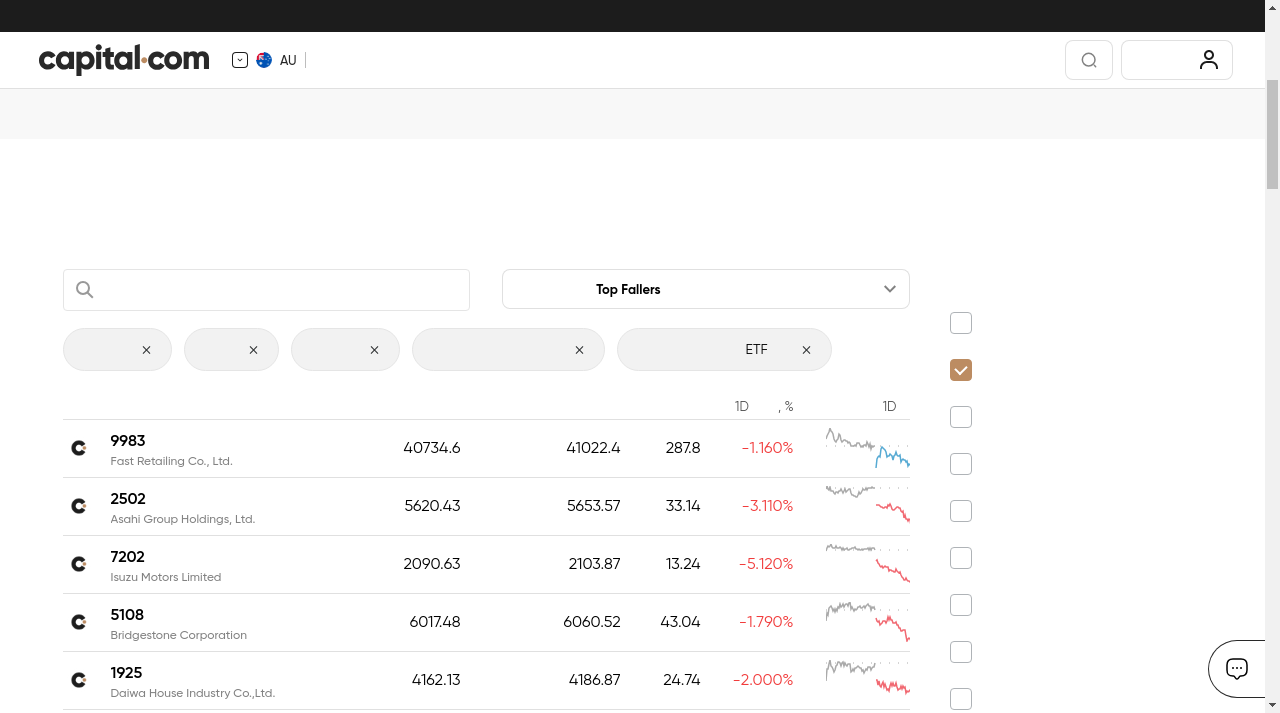 capital.com
AU
Top Fallers
ETF
1D , % 1D
9983 40734.6 41022.4 287.8 -1.160%
Fast Retailing Co., Ltd.
2502 5620.43 5653.57 33.14 -3.110%
Asahi Group Holdings, Ltd.
7202 2090.63 2103.87 13.24 -5.120%
Isuzu Motors Limited
5108 6017.48 6060.52 43.04 -1.790%
Bridgestone Corporation
1925 4162.13 4186.87 24.74 -2.000%
Daiwa House Industry Co.,Ltd.